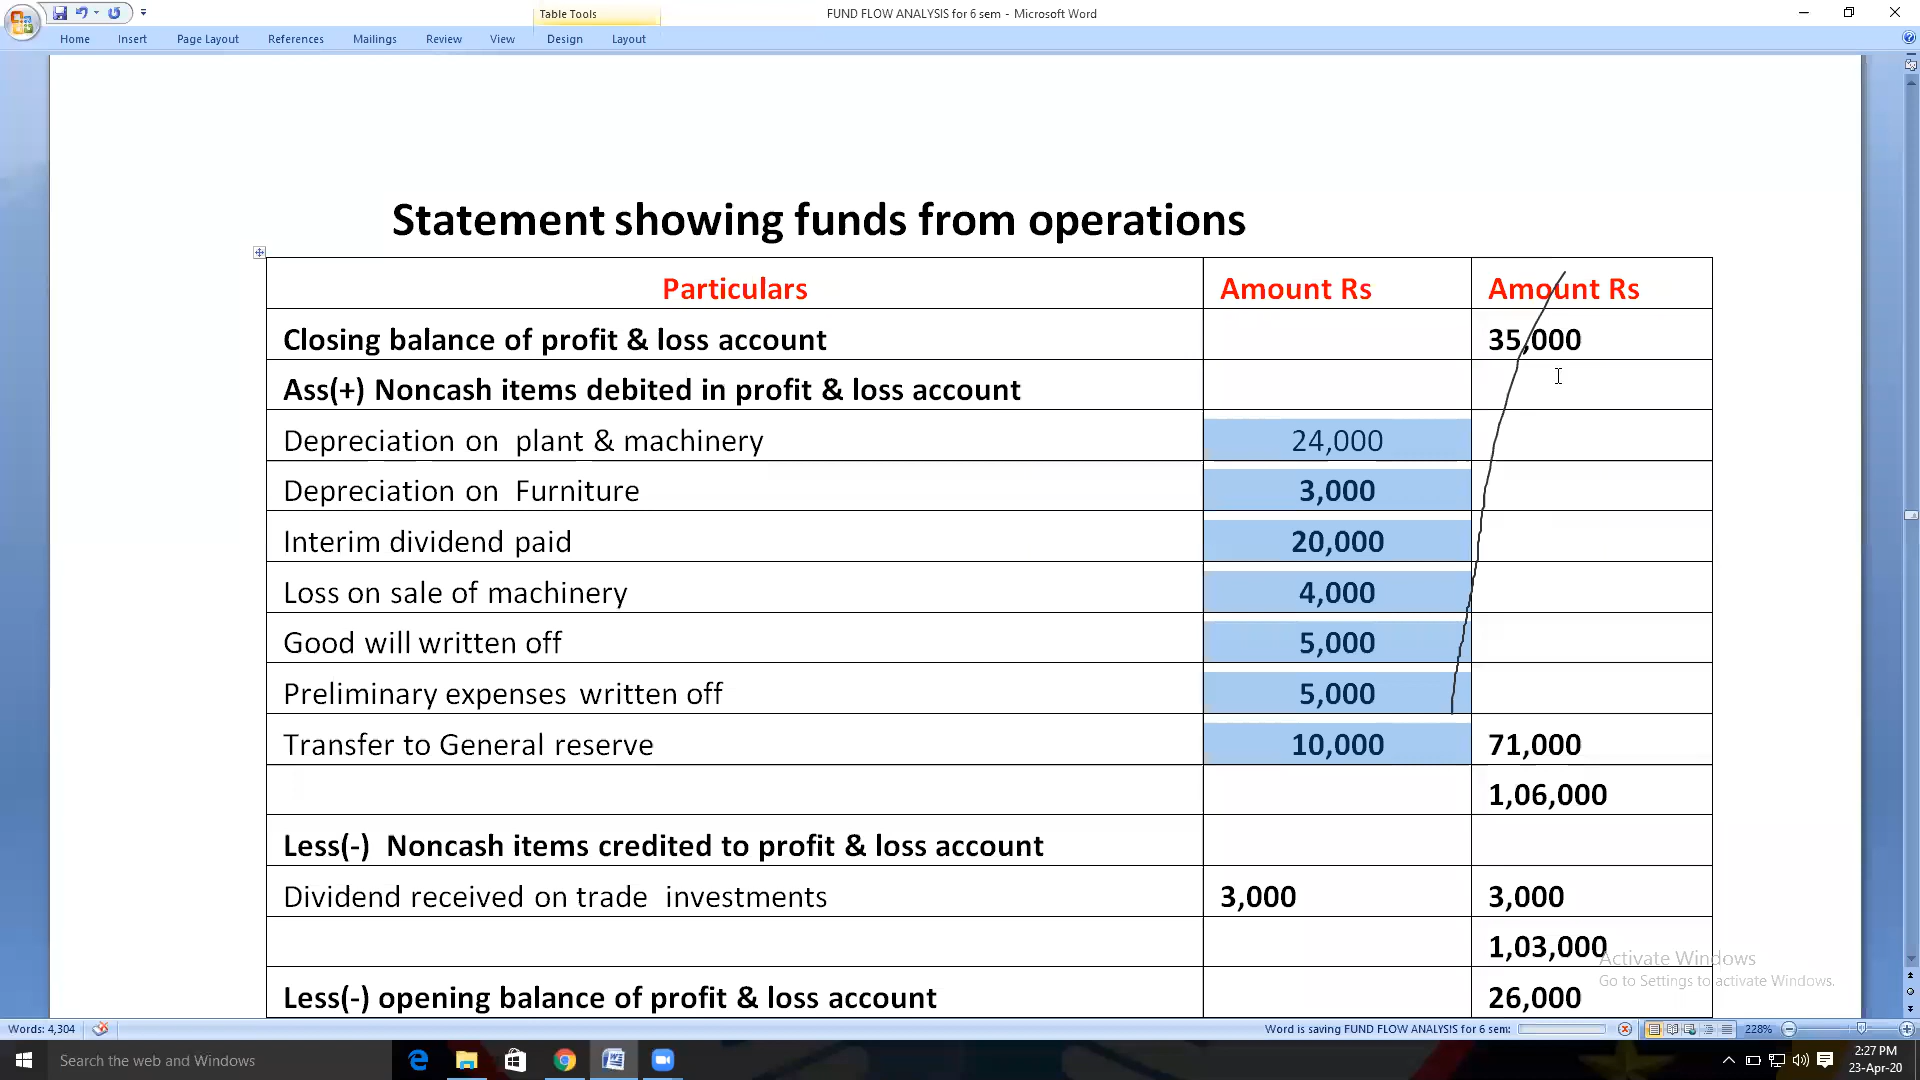 Table Tools
FUND FLOW ANALYSIS for 6 sem - Microsoft Word
Home Insert Page Layout References Mailings Review View Design Layout
Statement showing funds from operations
Particulars Amount Rs Amount Rs
Closing balance of profit & loss account 35,000
Ass(+) Noncash items debited in profit & loss account
Depreciation on plant & machinery 24,000
Depreciation on Furniture 3,000
Interim dividend paid 20,000
Loss on sale of machinery 4,000
Good will written off 5,000
Preliminary expenses written off 5,000
Transfer to General reserve 10,000 71,000
1,06,000
Less(-) Noncash items credited to profit & loss account
Dividend received on trade investments 3,000 3,000
1,03,000
Activate Windows
Go to Settings to activate Windows.
Less(-) opening balance of profit & loss account 26,000
Words: 4,304 Word is saving FUND FLOW ANALYSIS for 6 sem: 228%
Search the web and Windows
2:27 PM
23-Apr-20